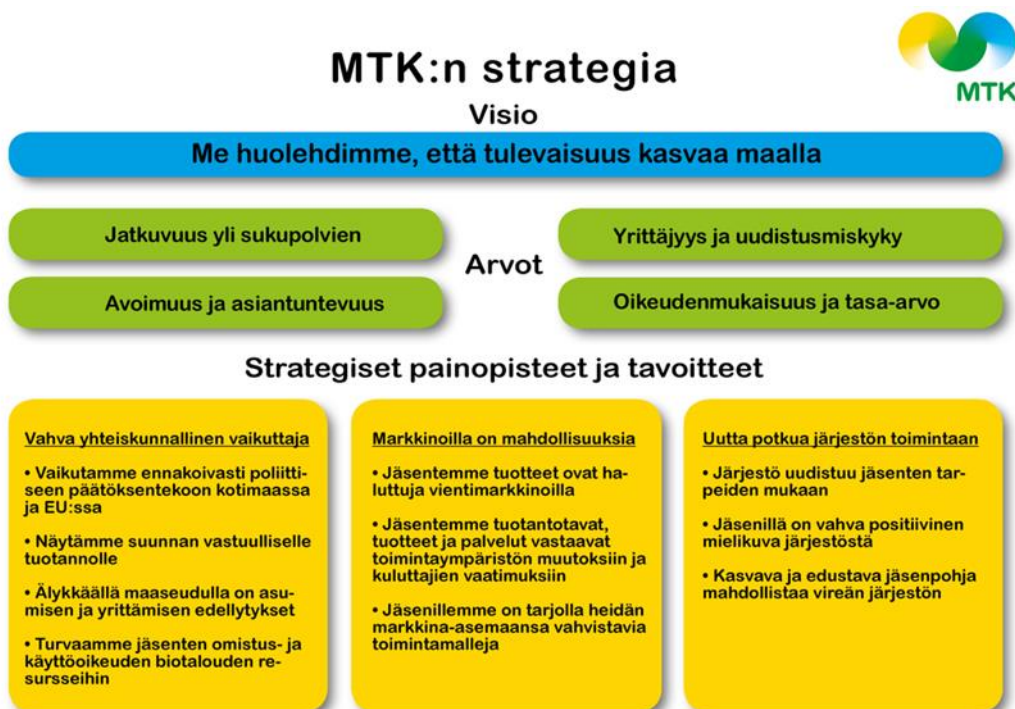 MTK:n strategia
MTK
Visio
Me huolehdimme, että tulevaisuus kasvaa maalla
Jatkuvuus yli sukupolvien
Yrittäjyys ja uudistusmiskyky
Arvot
Avoimuus ja asiantuntevuus
Oikeudenmukaisuus ja tasa-arvo
Strategiset painopisteet ja tavoitteet
Vahva yhteiskunnallinen vaikuttaja
• Vaikutamme ennakoivasti poliitti-
seen päätöksentekoon kotimaassa
ja EU:ssa
• Näytämme suunnan vastuulliselle
tuotannolle
• Älykkäällä maaseudulla on asu-
misen ja yrittämisen edellytykset
• Turvaamme jäsenten omistus- ja
käyttöoikeuden biotalouden re-
sursseihin
Markkinoilla on mahdollisuuksia
• Jäsentemme tuotteet ovat ha-
luttuja vientimarkkinoilla
• Jäsentemme tuotantotavat,
tuotteet ja palvelut vastaavat
toimintaympäristön muutoksiin ja
kuluttajien vaatimuksiin
• Jäsenillemme on tarjolla heidän
markkina-asemaansa vahvistavia
toimintamalleja
Uutta potkua järjestön toimintaan
• Järjestö uudistuu jäsenten tar-
peiden mukaan
• Jäsenillä on vahva positiivinen
mielikuva järjestöstä
• Kasvava ja edustava jäsenpohja
mahdollistaa vireän järjestön